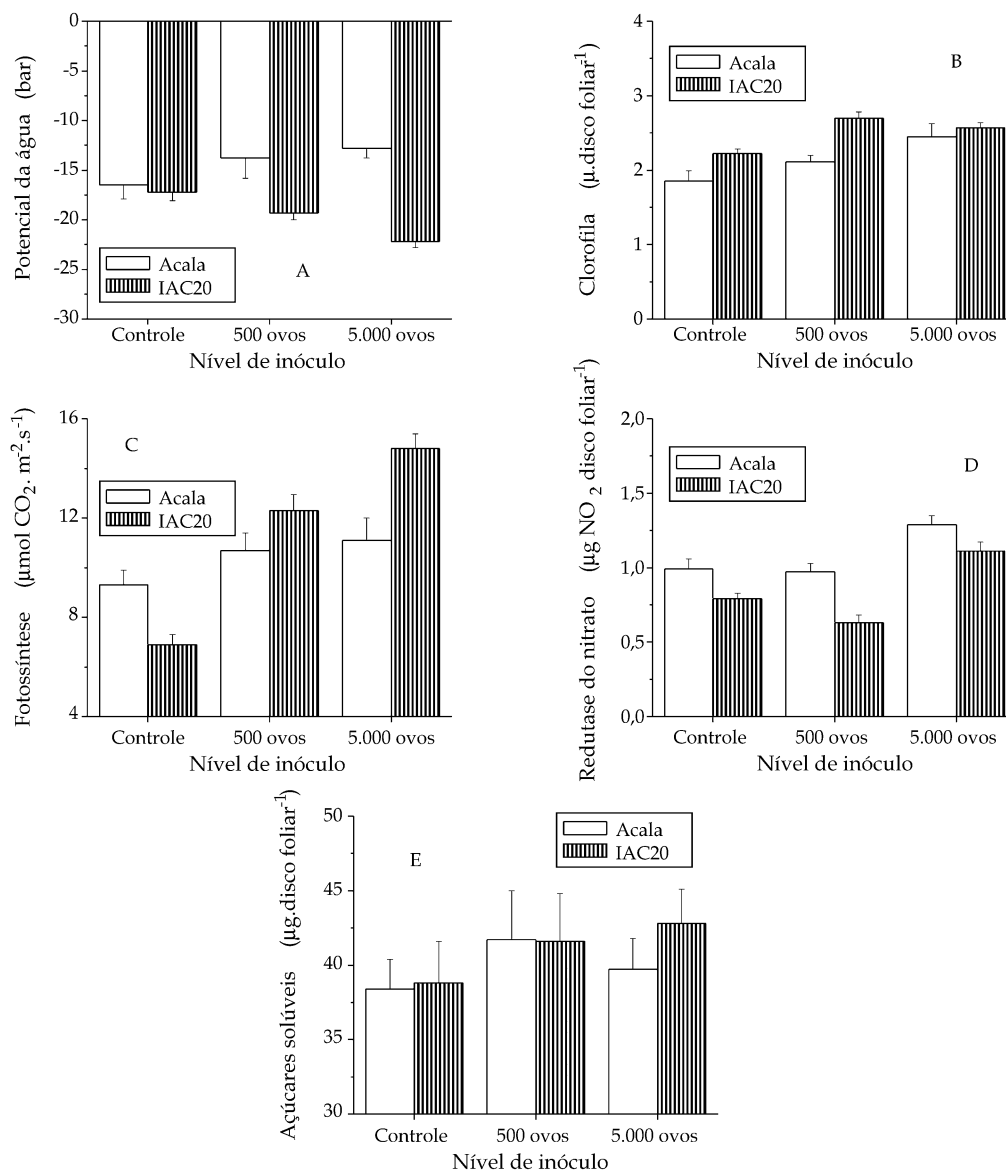 Potencial da água (bar)
0
-5
-10
-15
-20
-25
-30
Acala
IAC20
A
Controle 500 ovos 5.000 ovos
Nível de inóculo
Clorofila (µ.disco foliar-1)
4
3
2
1
0
Acala
IAC20
B
Controle 500 ovos 5.000 ovos
Nível de inóculo
Fotossíntese (µmol CO2. m-2.s-1)
16
12
9
6
4
C
Acala
IAC20
Controle 500 ovos 5.000 ovos
Nível de inóculo
Redutase do nitrato (µg NO2 disco foliar-1)
2,0
1,5
1,0
0,5
0,0
Acala
IAC20
D
Controle 500 ovos 5.000 ovos
Nível de inóculo
Açúcares solúveis (µg.disco foliar-1)
50
45
40
35
30
E
Acala
IAC20
Controle 500 ovos 5.000 ovos
Nível de inóculo